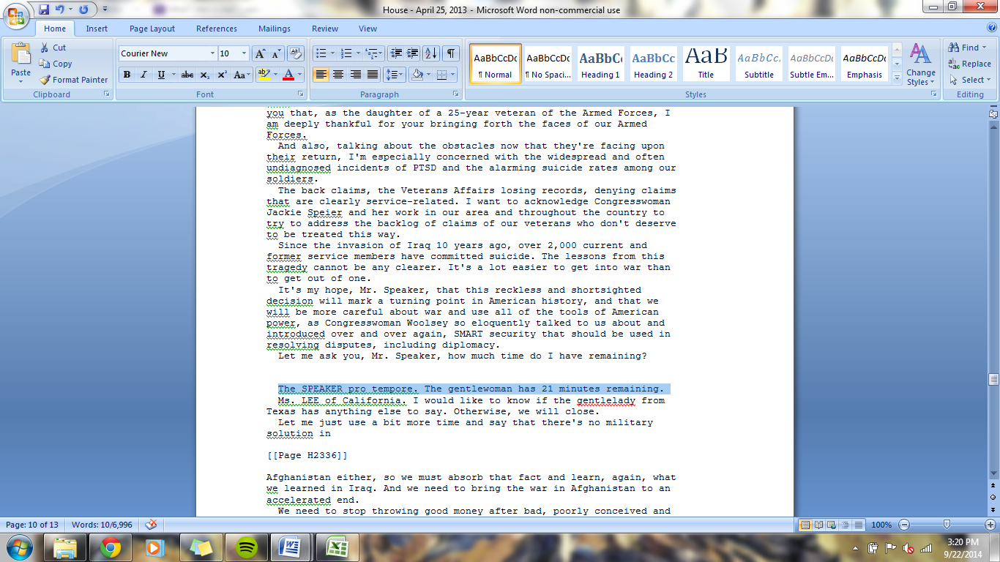 House - April 25, 2013 - Microsoft Word non-commercial use
Home Insert Page Layout References Mailings Review View
Paste
Cut
Copy
Format Painter
Clipboard
Courier New 10
Font
Paragraph
AaBbCcDc AaBbCcDc AaBbC AaBbCc AaB AaBbCc. AaBbCcDc AaBbCcDc
¶ Normal ¶ No Spaci... Heading 1 Heading 2 Title Subtitle Subtle Em... Emphasis
Change Styles
Styles
Find
Replace
Select
Editing
you that, as the daughter of a 25-year veteran of the Armed Forces, I
am deeply thankful for your bringing forth the faces of our Armed
Forces.
And also, talking about the obstacles now that they're facing upon
their return, I'm especially concerned with the widespread and often
undiagnosed incidents of PTSD and the alarming suicide rates among our
soldiers.
The back claims, the Veterans Affairs losing records, denying claims
that are clearly service-related. I want to acknowledge Congresswoman
Jackie Speier and her work in our area and throughout the country to
try to address the backlog of claims of our veterans who don't deserve
to be treated this way.
Since the invasion of Iraq 10 years ago, over 2,000 current and
former service members have committed suicide. The lessons from this
tragedy cannot be any clearer. It's a lot easier to get into war than
to get out of one.
It's my hope, Mr. Speaker, that this reckless and shortsighted
decision will mark a turning point in American history, and that we
will be more careful about war and use all of the tools of American
power, as Congresswoman Woolsey so eloquently talked to us about and
introduced over and over again, SMART security that should be used in
resolving disputes, including diplomacy.
Let me ask you, Mr. Speaker, how much time do I have remaining?
The SPEAKER pro tempore. The gentlewoman has 21 minutes remaining.
Ms. LEE of California. I would like to know if the gentlelady from
Texas has anything else to say. Otherwise, we will close.
Let me just use a bit more time and say that there's no military
solution in
[[Page H2336]]
Afghanistan either, so we must absorb that fact and learn, again, what
we learned in Iraq. And we need to bring the war in Afghanistan to an
accelerated end.
We need to stop throwing good money after bad, poorly conceived and
Page: 10 of 13 Words: 10/6,996 100%
3:20 PM
9/22/2014